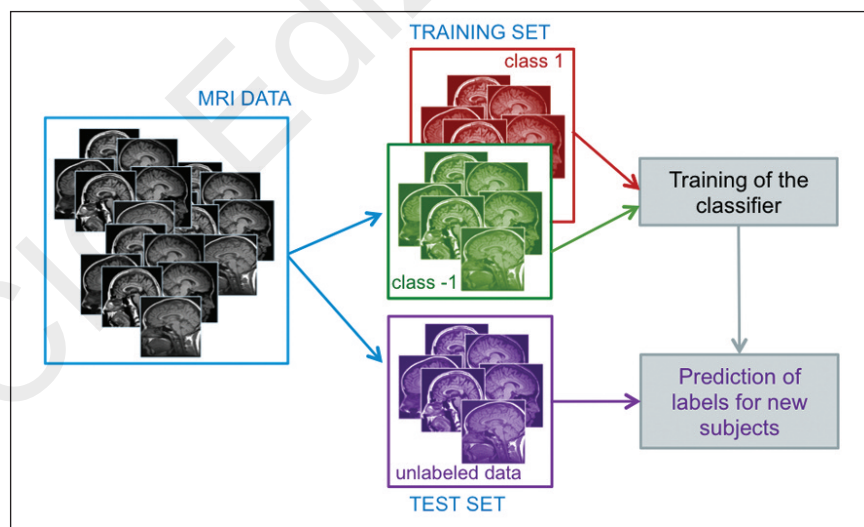 TRAINING SET
class 1
MRI DATA
Training of the
classifier
class -1
Prediction of
labels for new
subjects
unlabeled data
TEST SET